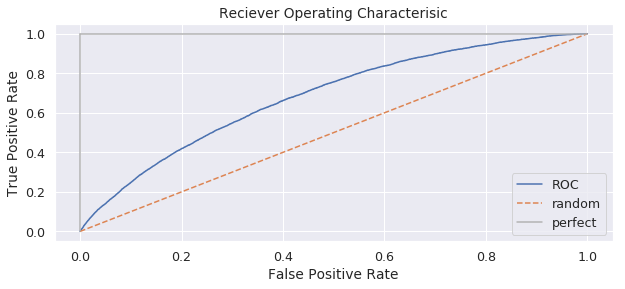 Reciever Operating Characterisic
True Positive Rate
1.0
0.8
0.6
0.4
0.2
0.0
0.0 0.2 0.4 0.6 0.8 1.0
False Positive Rate
ROC
random
perfect